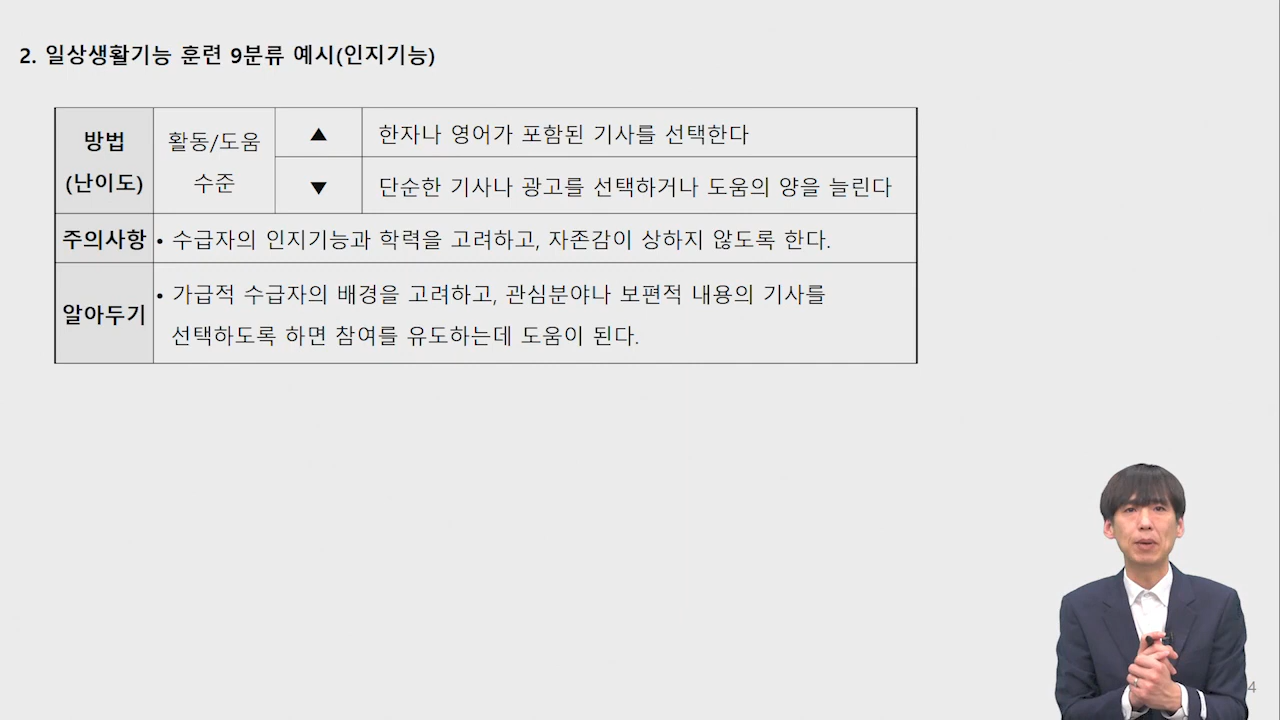 2. 일상생활기능 훈련 9분류 예시(인지기능)
방법
(난이도)
활동/도움
수준
▲
한자나 영어가 포함된 기사를 선택한다
▼
단순한 기사나 광고를 선택하거나 도움의 양을 늘린다
주의사항
• 수급자의 인지기능과 학력을 고려하고, 자존감이 상하지 않도록 한다.
알아두기
• 가급적 수급자의 배경을 고려하고, 관심분야나 보편적 내용의 기사를
선택하도록 하면 참여를 유도하는데 도움이 된다.
4